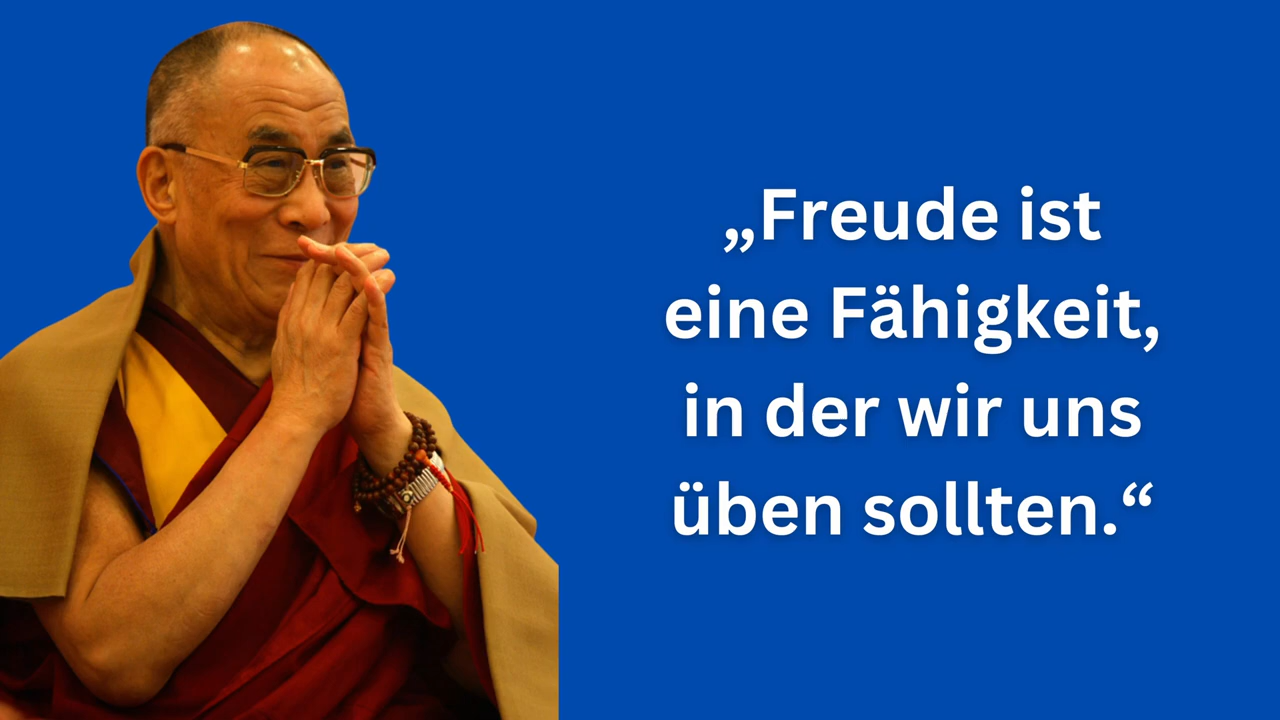 „Freude ist
eine Fähigkeit,
in der wir uns
üben sollten.“